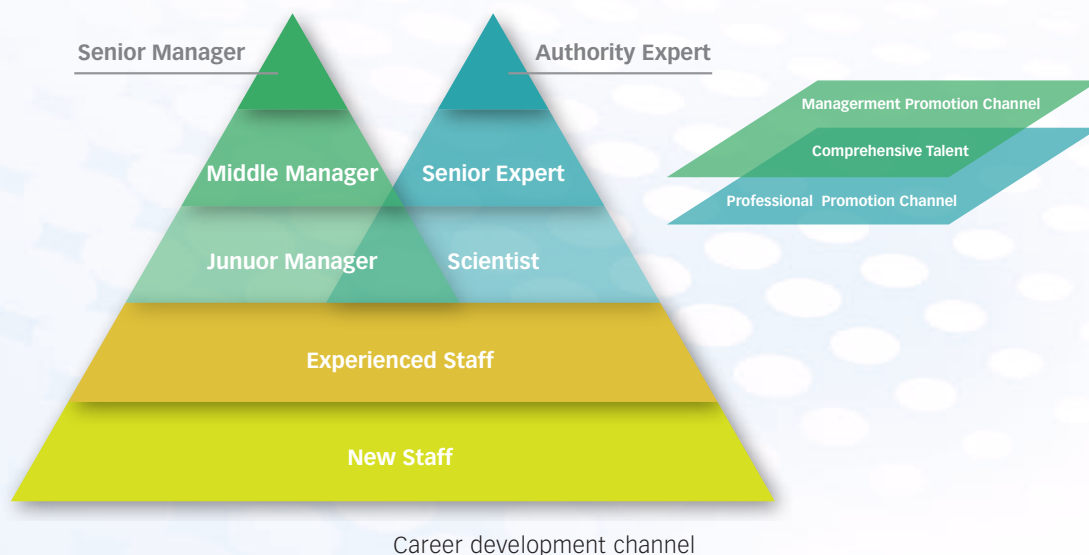 Senior Manager
Authority Expert
Managerment Promotion Channel
Comprehensive Talent
Professional Promotion Channel
Middle Manager
Senior Expert
Junuor Manager
Scientist
Experienced Staff
New Staff
Career development channel